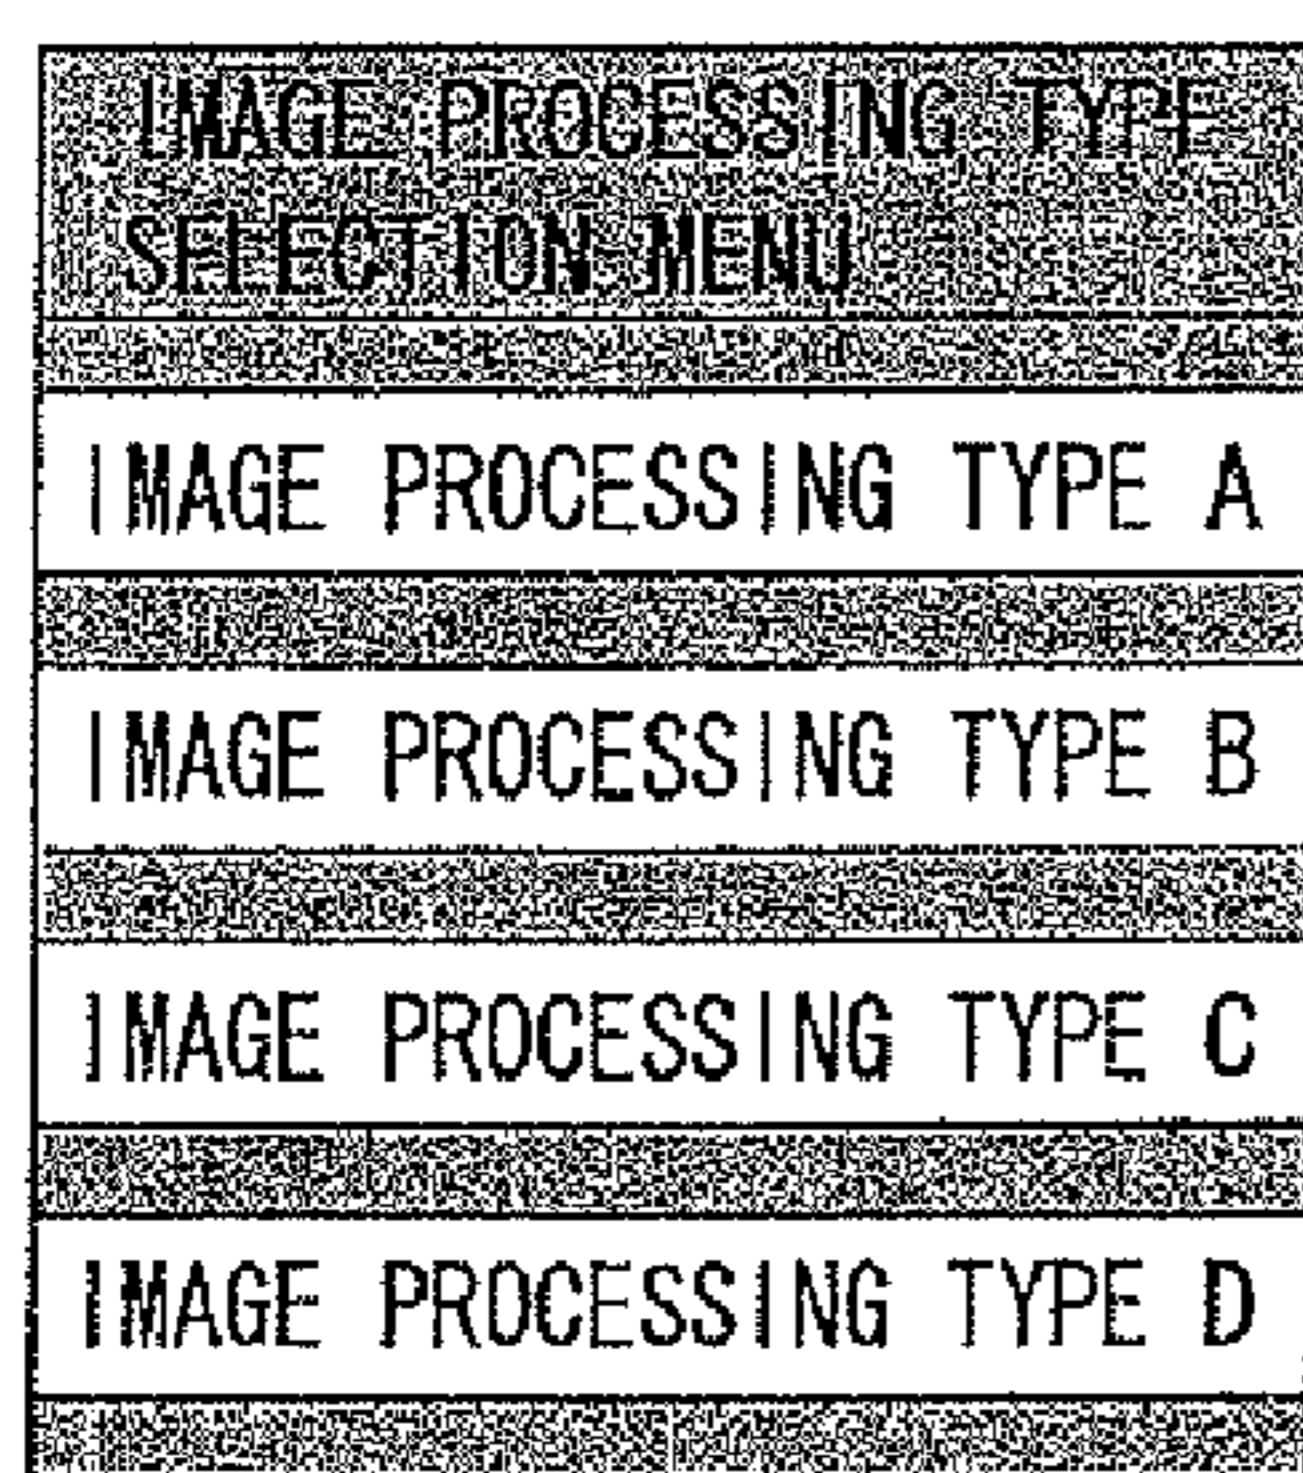 IMAGE PROCESSING TYPE
SELECTION MENU
IMAGE PROCESSING TYPE A
IMAGE PROCESSING TYPE B
IMAGE PROCESSING TYPE C
IMAGE PROCESSING TYPE D